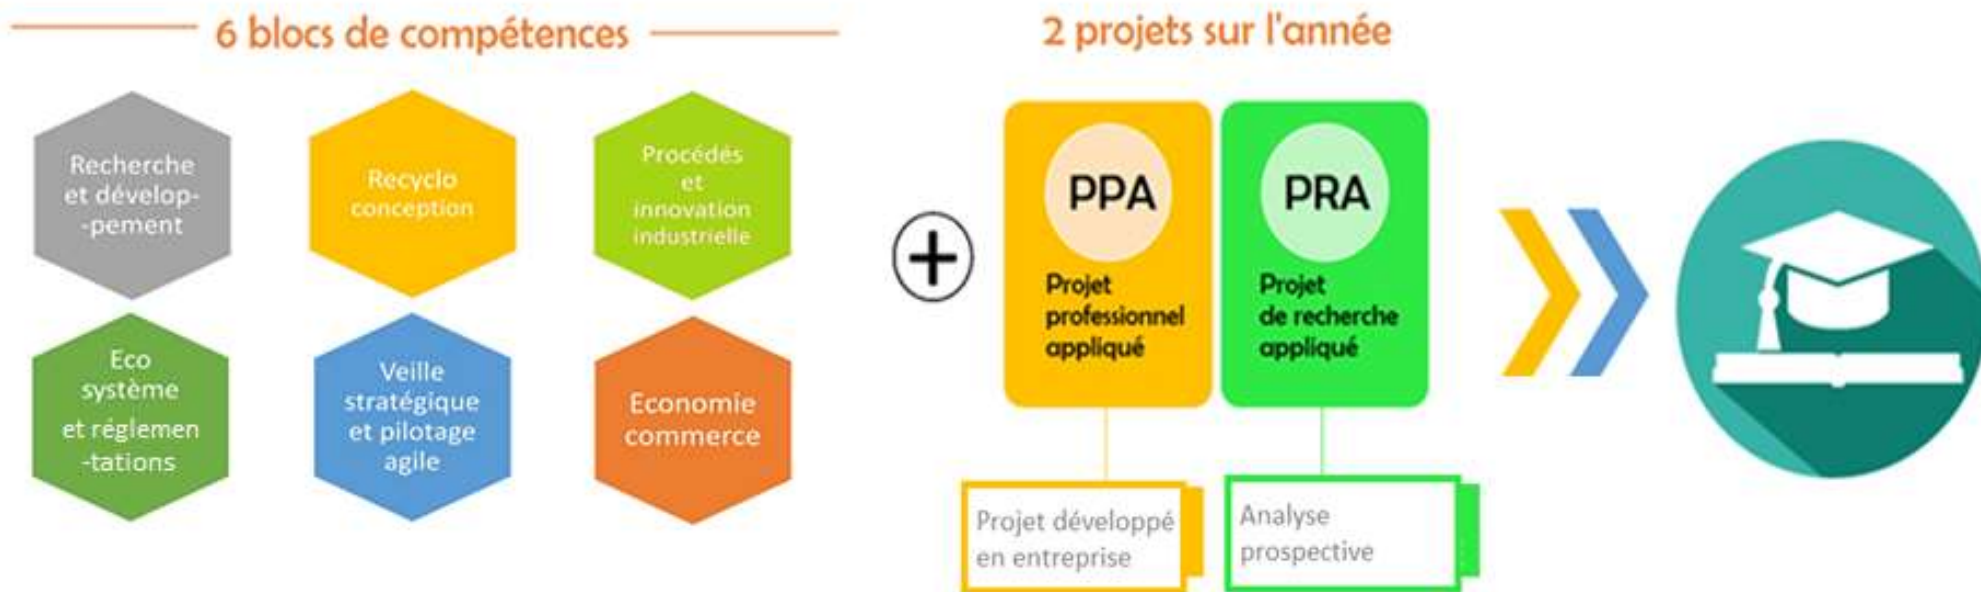 6 blocs de compétences
2 projets sur l'année
Recherche
et dévelop-
-pement
Recyclo
conception
Procédés
et
innovation
industrielle
Eco
système
et réglemen
-tations
Veille
stratégique
et pilotage
agile
Economie
commerce
PPA
Projet
professionnel
appliqué
PRA
Projet
de recherche
appliqué
Projet développé
en entreprise
Analyse
prospective